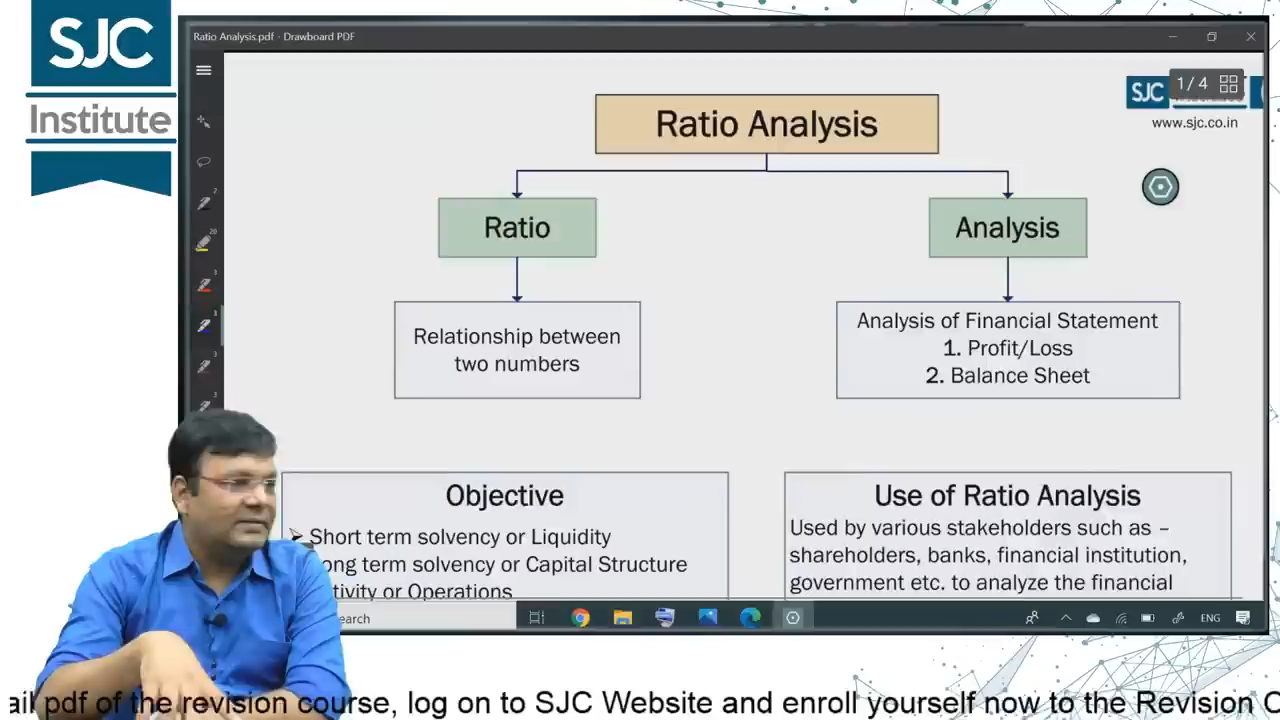 SJC
Institute
Ratio Analysis.pdf - Drawboard PDF
1 / 4
SJC
www.sjc.co.in
Ratio Analysis
Ratio
Analysis
Relationship between
two numbers
Analysis of Financial Statement
1. Profit/Loss
2. Balance Sheet
Objective
Short term solvency or Liquidity
ong term solvency or Capital Structure
tivity or Operations
Use of Ratio Analysis
Used by various stakeholders such as –
shareholders, banks, financial institution,
government etc. to analyze the financial
earch
ENG
ail pdf of the revision course, log on to SJC Website and enroll yourself now to the Revision C